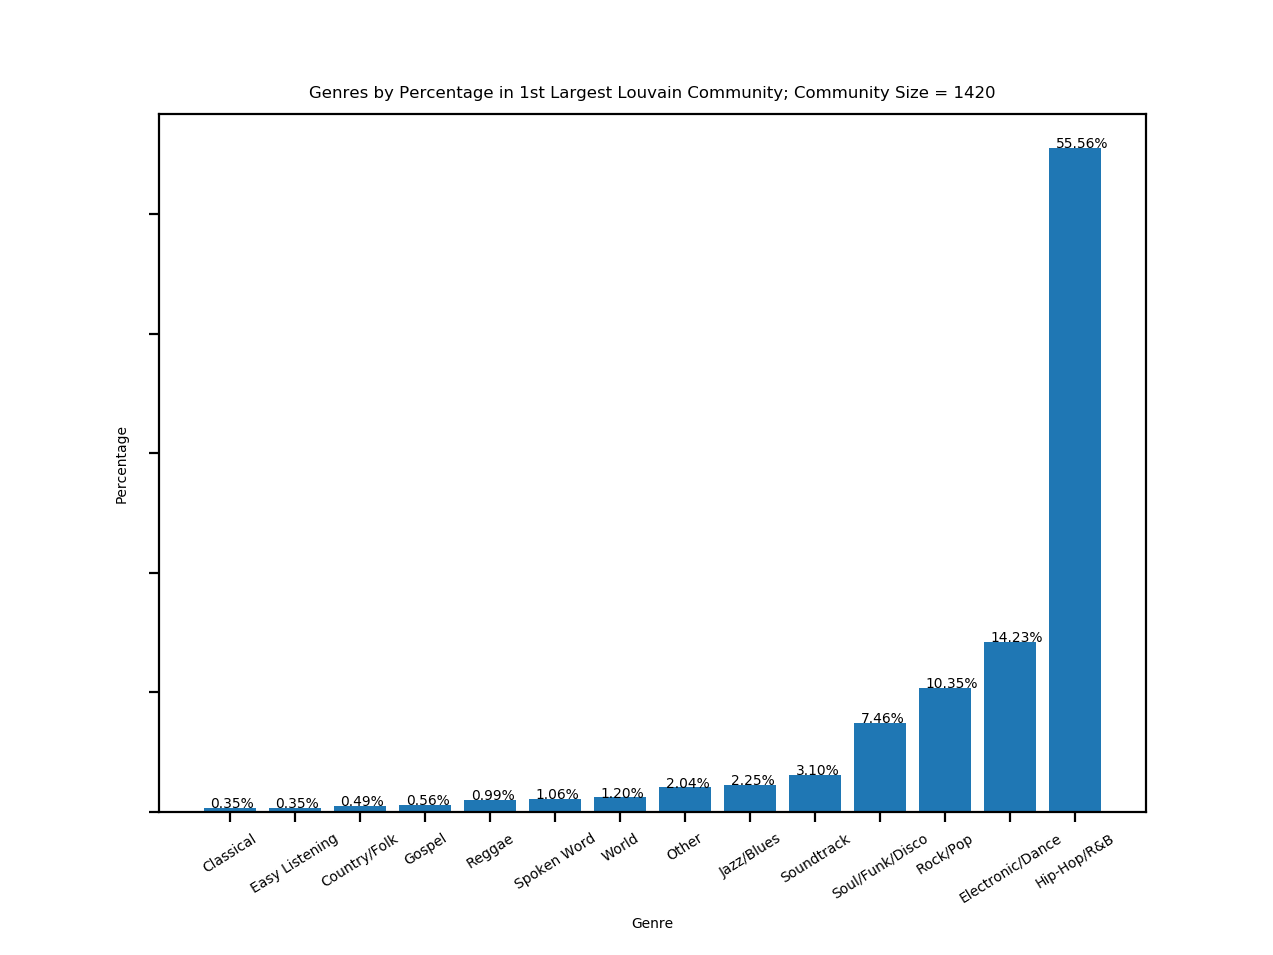 Genres by Percentage in 1st Largest Louvain Community; Community Size = 1420
55.56%
14.23%
10.35%
7.46%
3.10%
2.25%
2.04%
1.20%
1.06%
0.99%
0.56%
0.49%
0.35%
0.35%
Percentage
Classical
Easy Listening
Country/Folk
Gospel
Reggae
Spoken Word
World
Other
Jazz/Blues
Soundtrack
Soul/Funk/Disco
Rock/Pop
Electronic/Dance
Hip-Hop/R&B
Genre